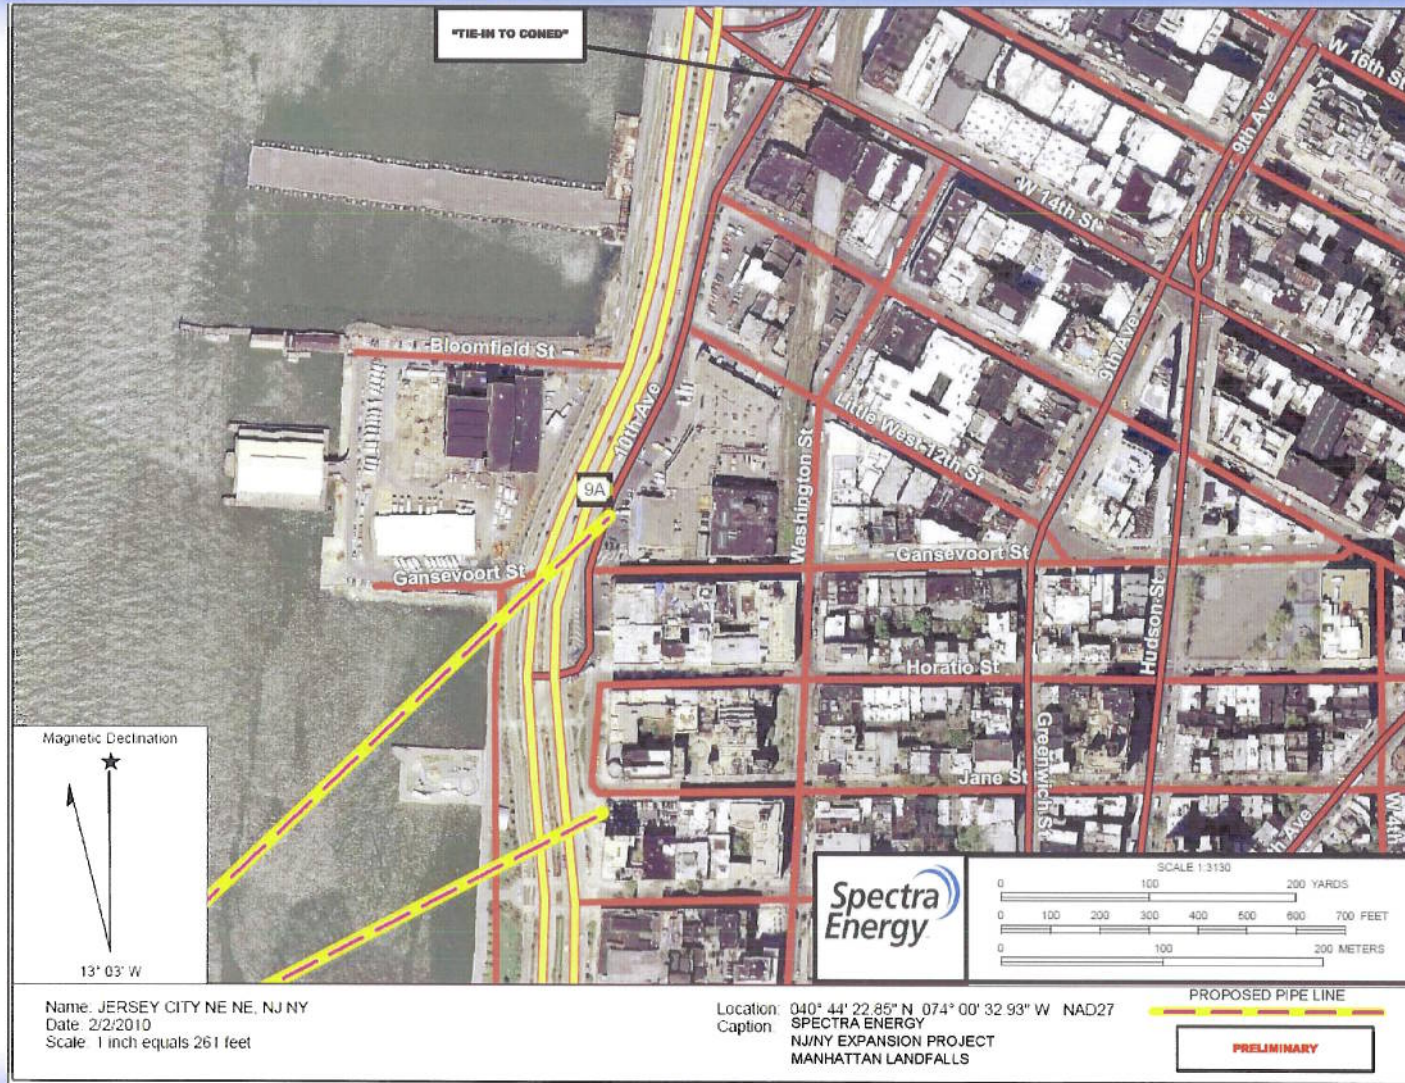 "TIE-IN TO CONED"
W 16th St
9th Ave
W 14th St
Bloomfield St
9th Ave
10th Ave
Little West 12th St
Washington St
9A
Gansevoort St
Gansevoort St
Hudson St
Horatio St
Greenwich St
Jane St
W 4th
h Ave
Magnetic Declination
13° 03' W
Spectra
Energy
SCALE 1:3130
0 100 200 YARDS
0 100 200 300 400 500 600 700 FEET
0 100 200 METERS
Name: JERSEY CITY NE NE, NJ NY
Date: 2/2/2010
Scale: 1 inch equals 261 feet
Location: 040° 44' 22.85" N 074° 00' 32.93" W NAD27
Caption: SPECTRA ENERGY
NJ/NY EXPANSION PROJECT
MANHATTAN LANDFALLS
PROPOSED PIPE LINE
PRELIMINARY